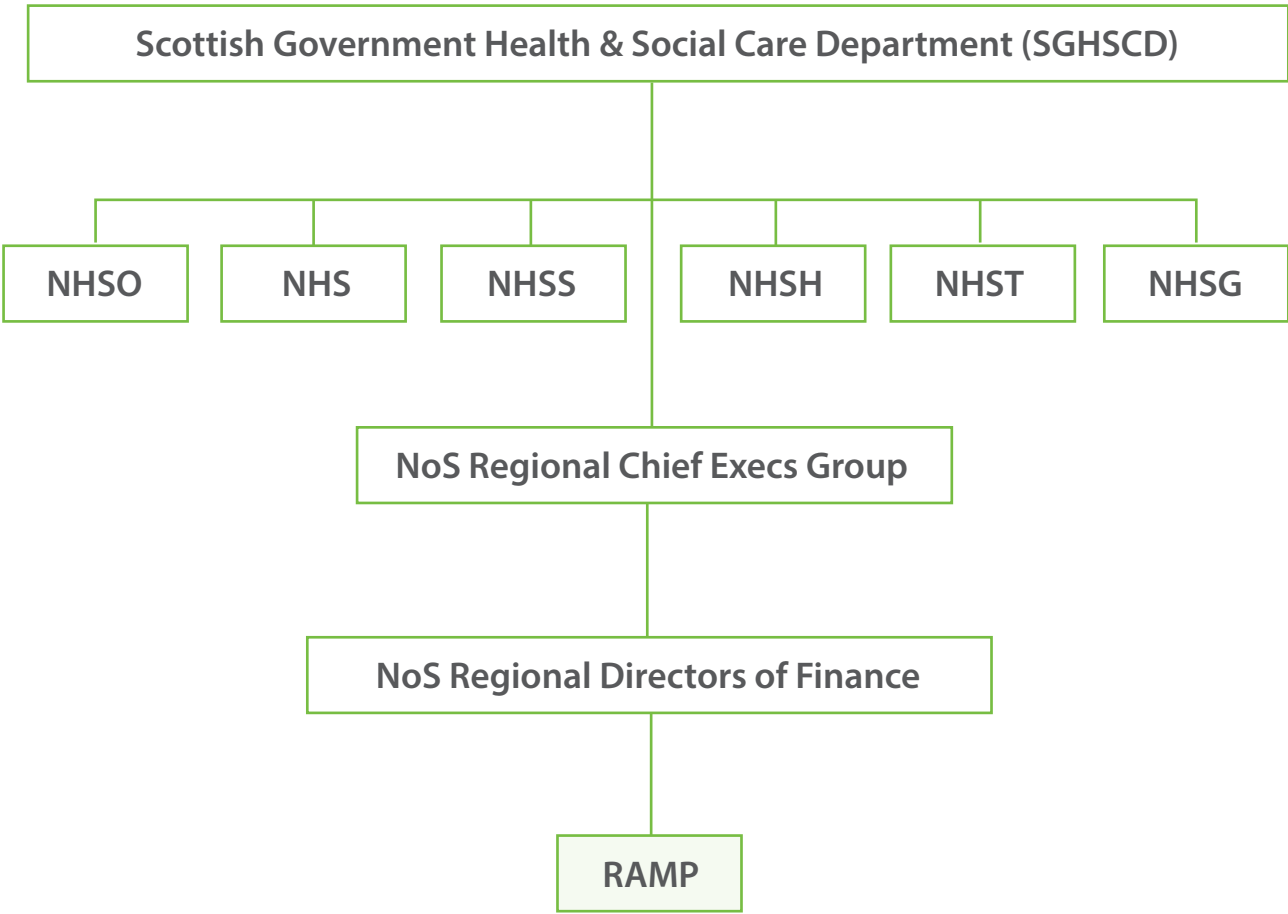 Scottish Government Health & Social Care Department (SGHSCD)
NHSO
NHS
NHSS
NHSH
NHST
NHSG
NoS Regional Chief Execs Group
NoS Regional Directors of Finance
RAMP